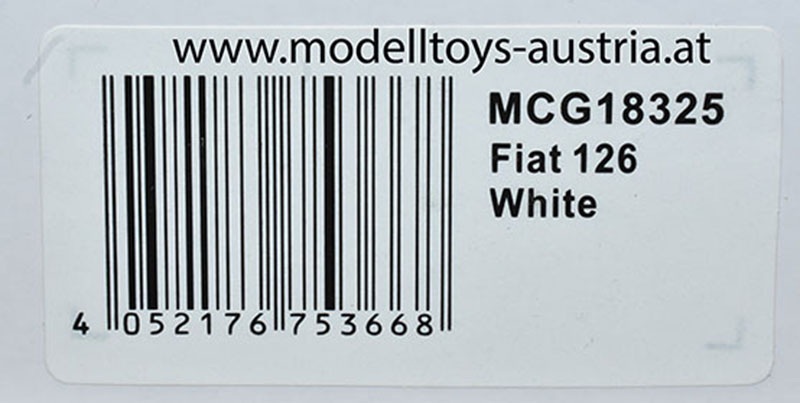 www.modelltoys-austria.at
MCG18325
Fiat 126
White
4 052176 753668